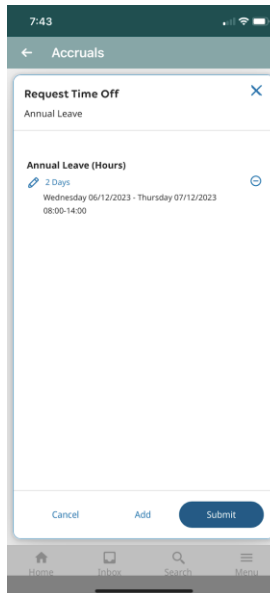 7:43
Accruals
Request Time Off
Annual Leave
Annual Leave (Hours)
2 Days
Wednesday 06/12/2023 - Thursday 07/12/2023
08:00-14:00
Cancel
Add
Submit
Home
Inbox
Search
Menu